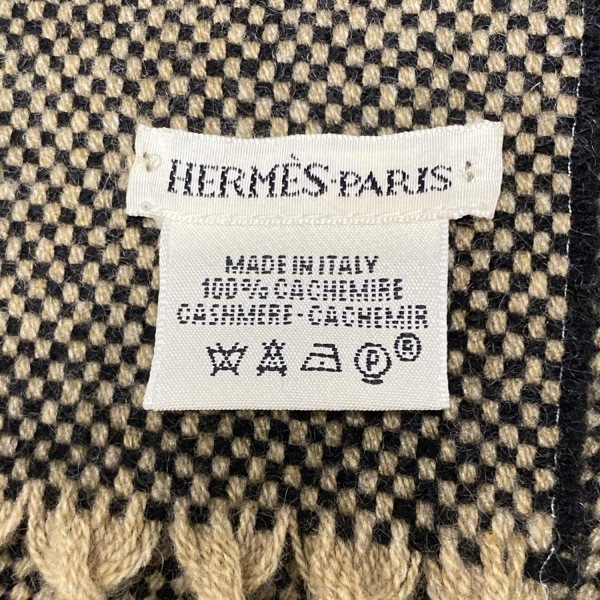 HERMÈS-PARIS
MADE IN ITALY
100% CACHEMIRE
CASHMERE-CACHEMIR
P